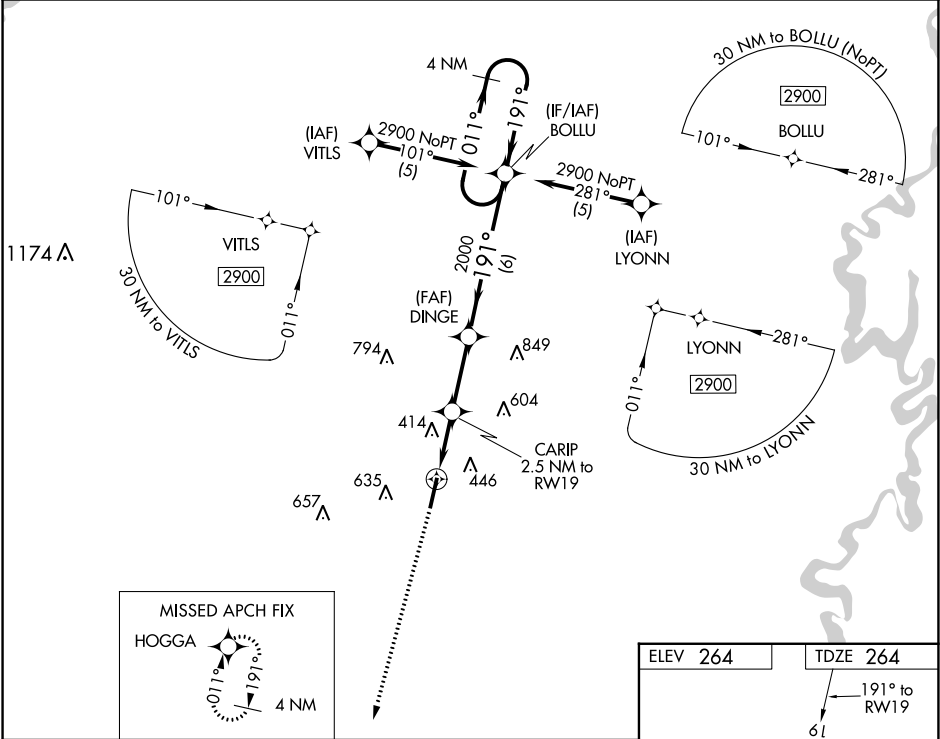 30 NM to BOLLU (NoPT)
2900
BOLLU
101°
281°
4 NM
011°
191°
(IF/IAF)
BOLLU
(IAF)
VITLS
2900 NoPT
101°
(5)
2900 NoPT
281°
(5)
(IAF)
LYONN
101°
VITLS
2900
011°
30 NM to VITLS
1174
2000
191°
(6)
(FAF)
DINGE
794
849
604
414
CARIP
2.5 NM to
RW19
446
635
657
LYONN
281°
2900
011°
30 NM to LYONN
MISSED APCH FIX
HOGGA
011°
191°
4 NM
ELEV 264
TDZE 264
191° to
RW19
19